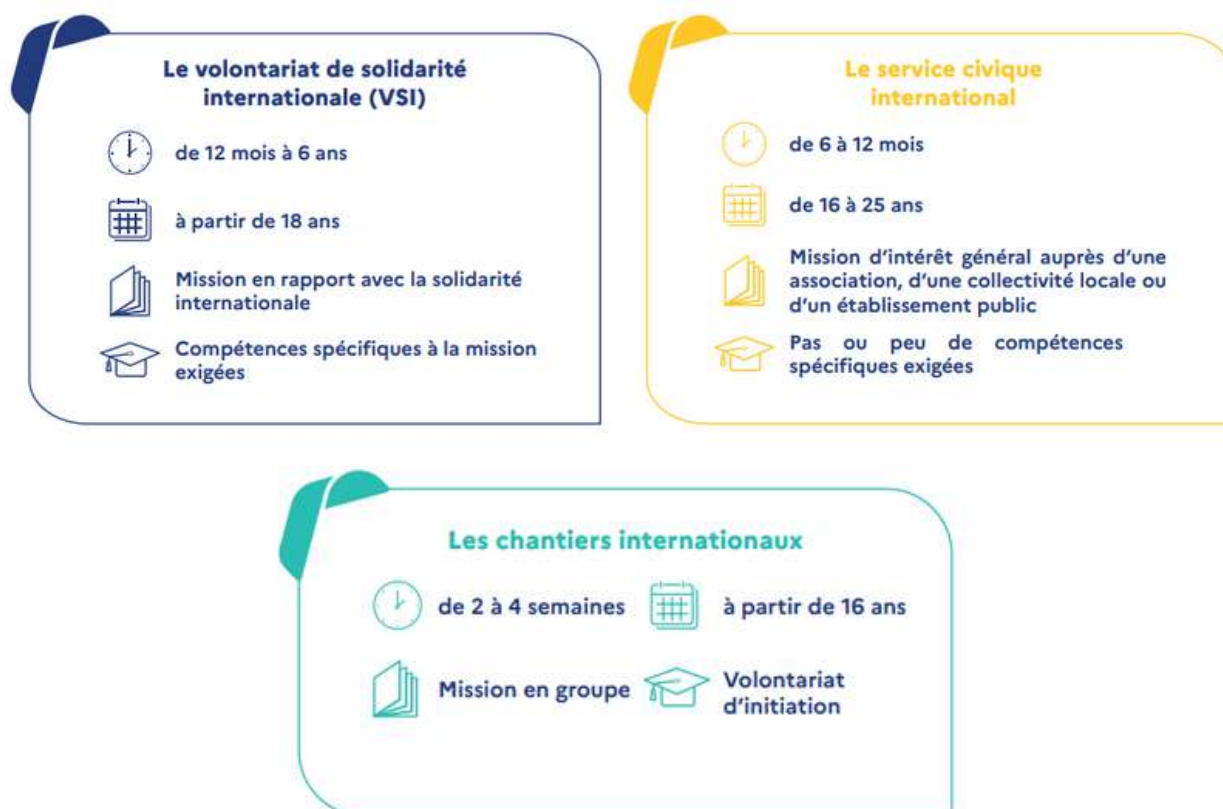 Le volontariat de solidarité
internationale (VSI)
de 12 mois à 6 ans
à partir de 18 ans
Mission en rapport avec la solidarité
internationale
Compétences spécifiques à la mission
exigées
Le service civique
international
de 6 à 12 mois
de 16 à 25 ans
Mission d'intérêt général auprès d'une
association, d'une collectivité locale ou
d'un établissement public
Pas ou peu de compétences
spécifiques exigées
Les chantiers internationaux
de 2 à 4 semaines
à partir de 16 ans
Mission en groupe
Volontariat
d'initiation